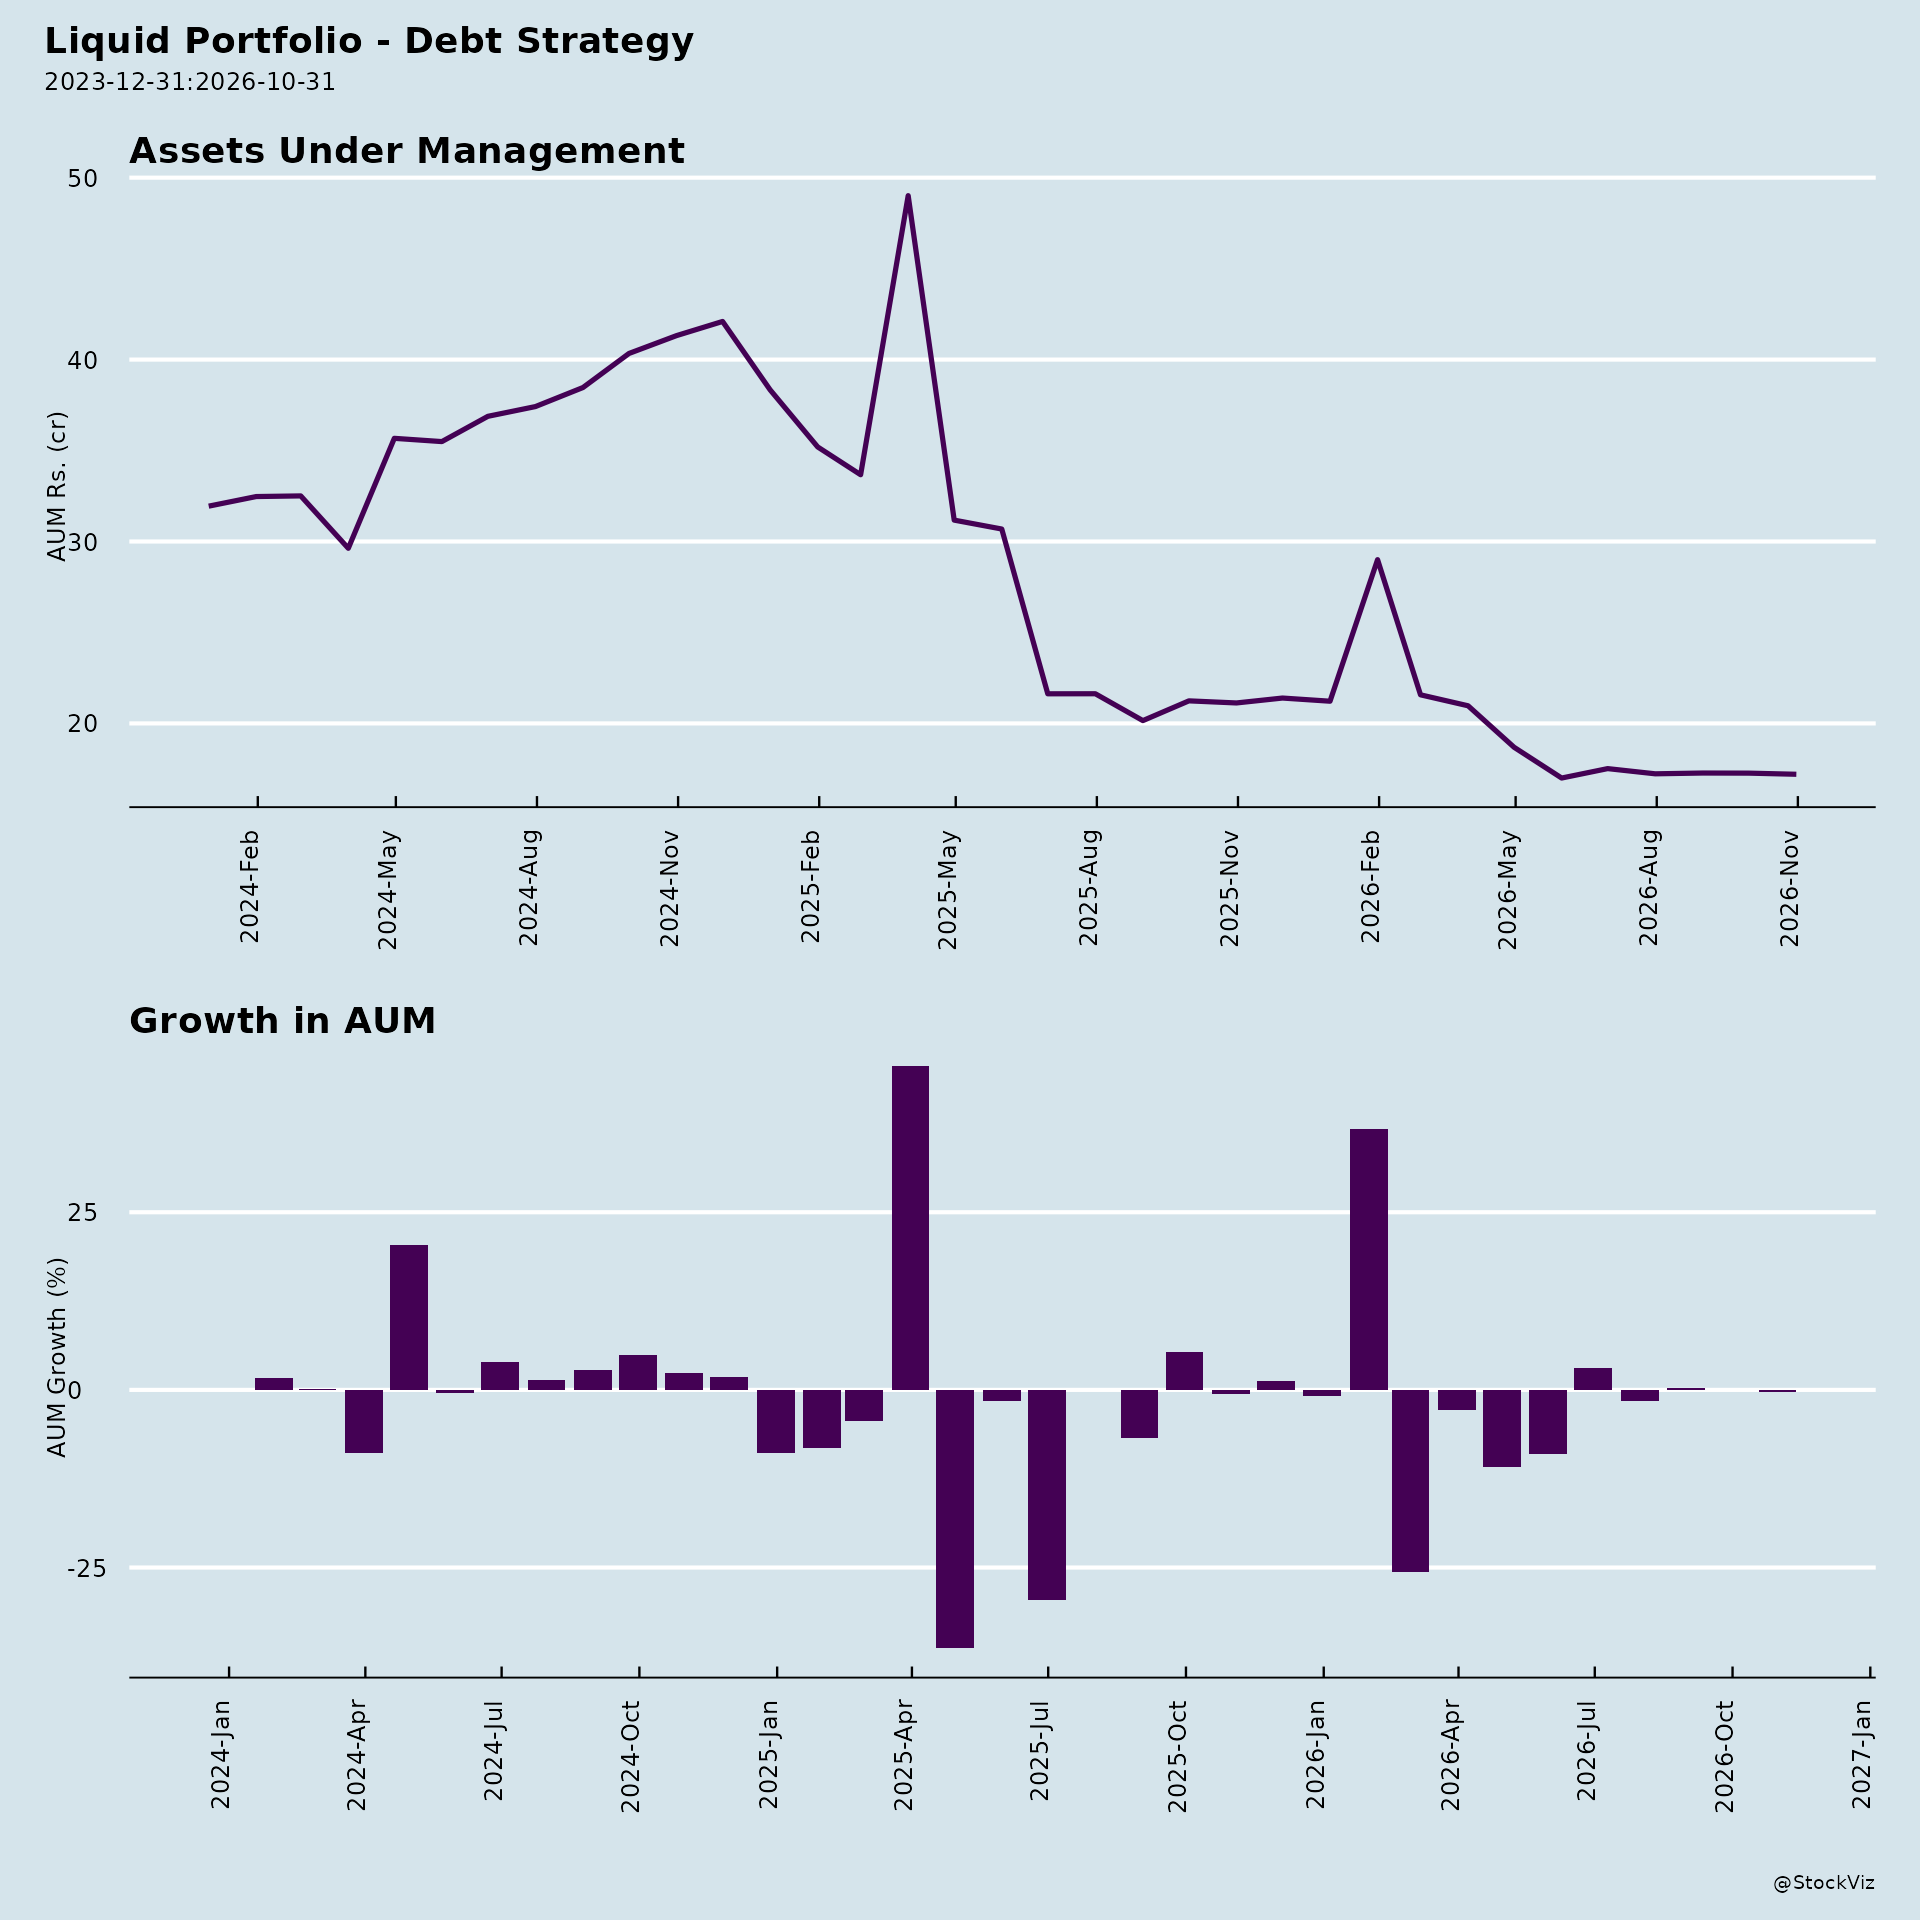 Liquid Portfolio - Debt Strategy
2023-12-31:2026-10-31
Assets Under Management
50
40
30
20
AUM Rs. (cr)
2024-Feb
2024-May
2024-Aug
2024-Nov
2025-Feb
2025-May
2025-Aug
2025-Nov
2026-Feb
2026-May
2026-Aug
2026-Nov
Growth in AUM
25
0
-25
AUM Growth (%)
2024-Jan
2024-Apr
2024-Jul
2024-Oct
2025-Jan
2025-Apr
2025-Jul
2025-Oct
2026-Jan
2026-Apr
2026-Jul
2026-Oct
2027-Jan
@StockViz